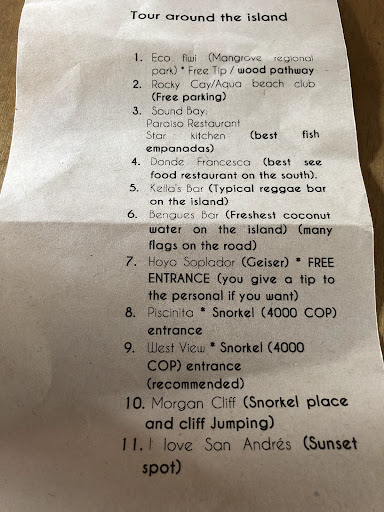 Tour around the island
1. Eco fiwi (Mangrove regional
park) * Free Tip / wood pathway
2. Rocky Cay/Aqua beach club
(Free parking)
3. Sound Bay:
Paraiso Restaurant
Star kitchen (best fish
empanadas)
4. Donde Francesca (best see
food restaurant on the south).
5. Kella's Bar (Typical reggae bar
on the island)
6. Bengues Bar (Freshest coconut
water on the island) (many
flags on the road)
7. Hoyo Soplador (Geiser) * FREE
ENTRANCE (you give a tip to
the personal if you want)
8. Piscinita * Snorkel (4000 COP)
entrance
9. West View * Snorkel (4000
COP) entrance
(recommended)
10. Morgan Cliff (Snorkel place
and cliff Jumping)
11. I love San Andrés (Sunset
spot)